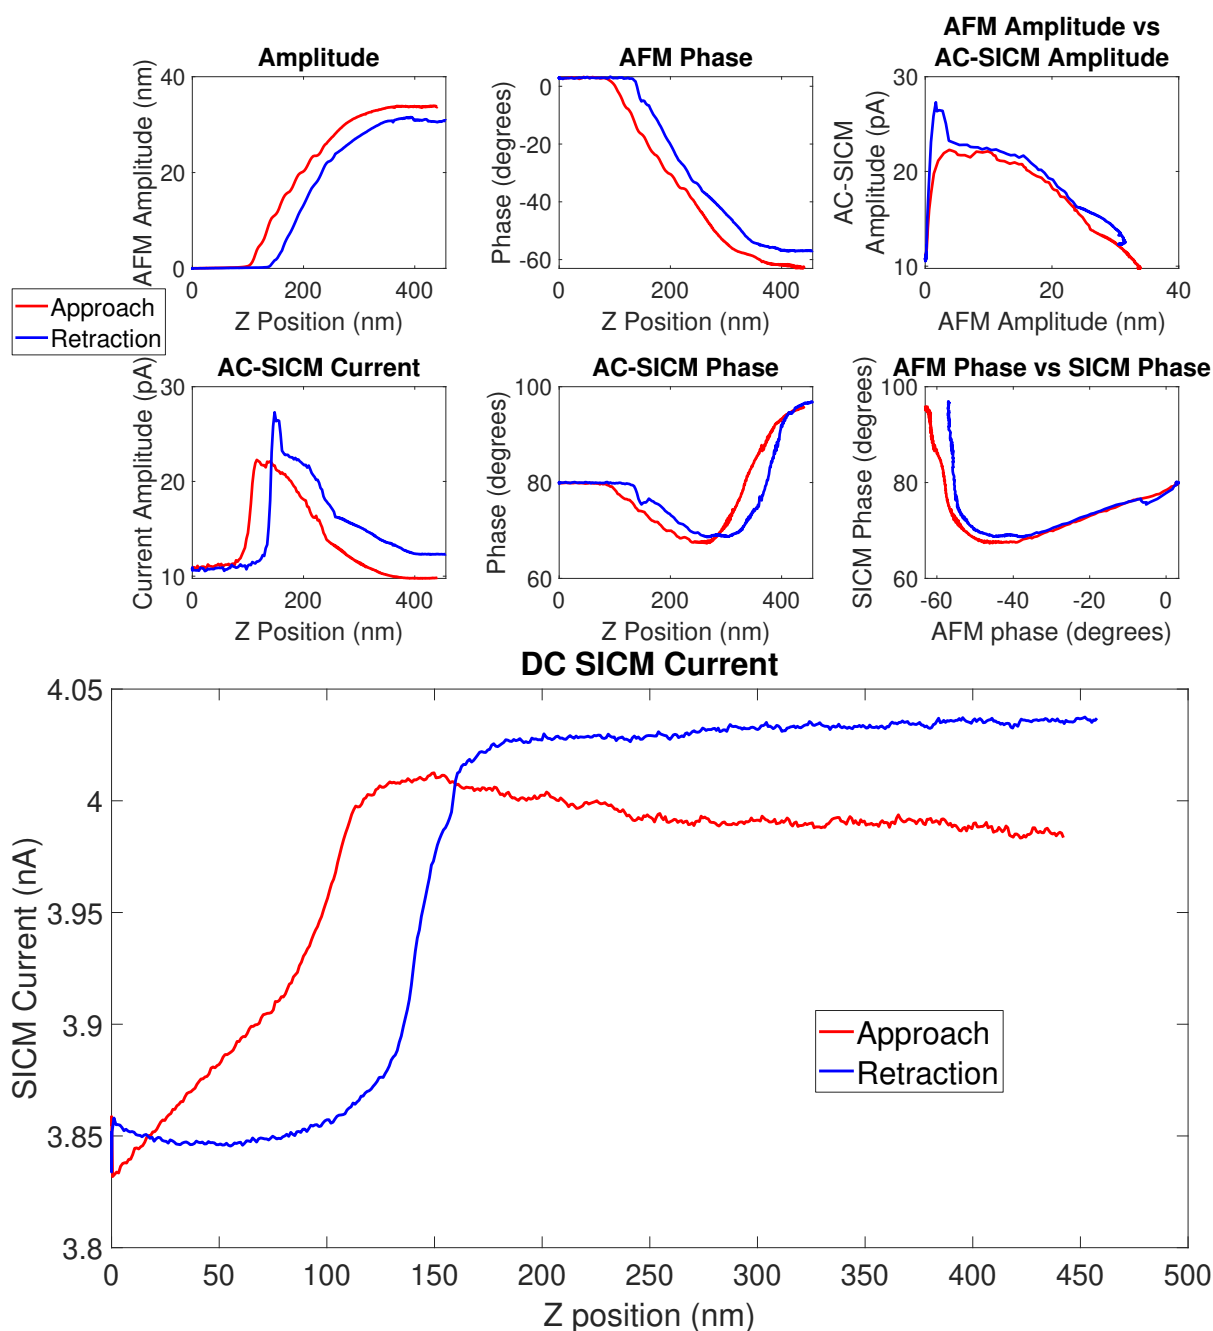 Amplitude
AFM Amplitude (nm)
40
20
0
0 200 400
Z Position (nm)
AFM Phase
Phase (degrees)
0
-20
-40
-60
0 200 400
Z Position (nm)
AFM Amplitude vs
AC-SICM Amplitude
AC-SICM
Amplitude (pA)
30
20
10
0 20 40
AFM Amplitude (nm)
Approach
Retraction
AC-SICM Current
Current Amplitude (pA)
30
20
10
0 200 400
Z Position (nm)
AC-SICM Phase
Phase (degrees)
100
80
60
0 200 400
Z Position (nm)
AFM Phase vs SICM Phase
SICM Phase (degrees)
100
80
60
-60 -40 -20 0
AFM phase (degrees)
DC SICM Current
SICM Current (nA)
4.05
4
3.95
3.9
3.85
3.8
0 50 100 150 200 250 300 350 400 450 500
Z position (nm)
Approach
Retraction